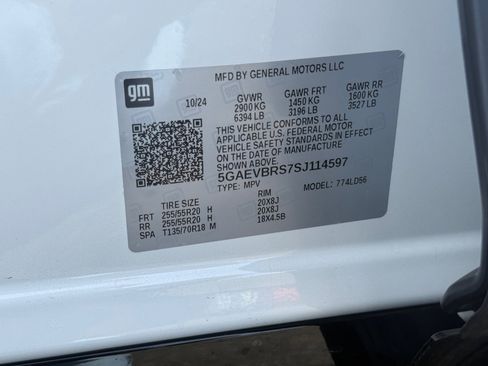 gm
MFD BY GENERAL MOTORS LLC
10/24 GVWR GAWR FRT GAWR RR
2900 KG 1450 KG 1600 KG
6394 LB 3196 LB 3527 LB
THIS VEHICLE CONFORMS TO ALL
APPLICABLE U.S. FEDERAL MOTOR
VEHICLE SAFETY STANDARDS IN
EFFECT ON THE DATE OF
MANUFACTURE SHOWN ABOVE.
5GAEVBRS7SJ114597
TYPE: MPV MODEL: 774LD56
TIRE SIZE RIM
FRT 255/55R20 H 20X8J
RR 255/55R20 H 20X8J
SPA T135/70R18 M 18X4.5B